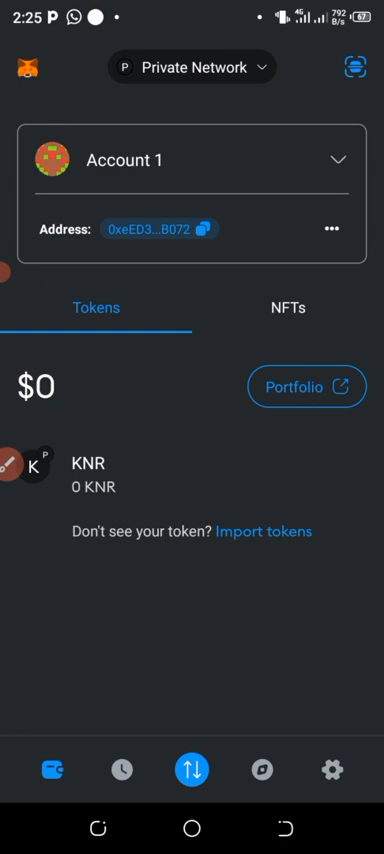 2:25 P
4G 792 B/s 67
P Private Network
Account 1
Address: 0xeED3...B072
Tokens NFTs
$0 Portfolio
K P KNR
0 KNR
Don't see your token? Import tokens